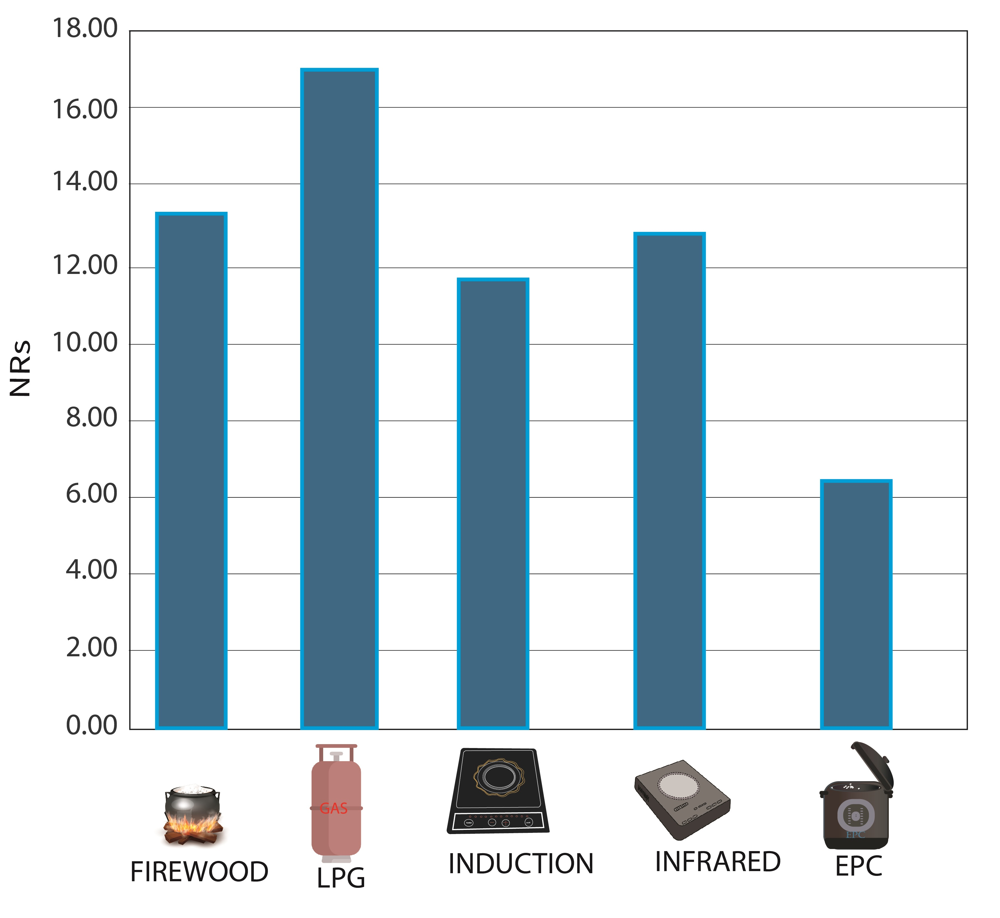 18.00
16.00
14.00
12.00
10.00
8.00
6.00
4.00
2.00
0.00
NRs
GAS
EPC
FIREWOOD
LPG
INDUCTION
INFRARED
EPC